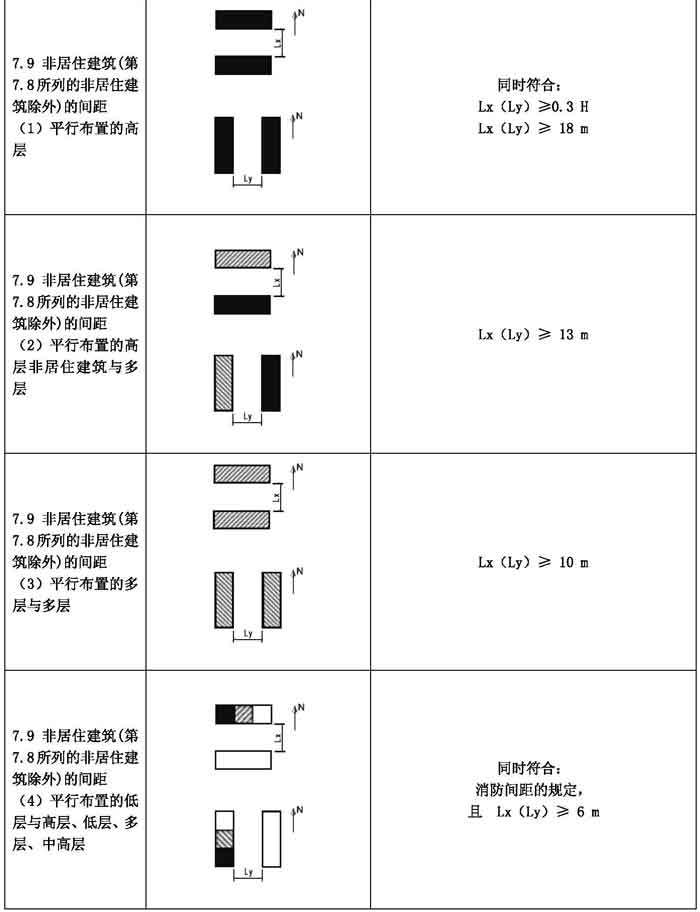 7.9 非居住建筑(第
7.8所列的非居住建
筑除外)的间距
（1）平行布置的高
层
N
Lx
N
Ly
同时符合：
Lx（Ly）≥0.3 H
Lx（Ly）≥ 18 m
7.9 非居住建筑(第
7.8所列的非居住建
筑除外)的间距
（2）平行布置的高
层非居住建筑与多
层
N
Lx
N
Ly
Lx（Ly）≥ 13 m
7.9 非居住建筑(第
7.8所列的非居住建
筑除外)的间距
（3）平行布置的多
层与多层
N
Lx
N
Ly
Lx（Ly）≥ 10 m
7.9 非居住建筑(第
7.8所列的非居住建
筑除外)的间距
（4）平行布置的低
层与高层、低层、多
层、中高层
N
Lx
N
Ly
同时符合：
消防间距的规定，
且 Lx（Ly）≥ 6 m